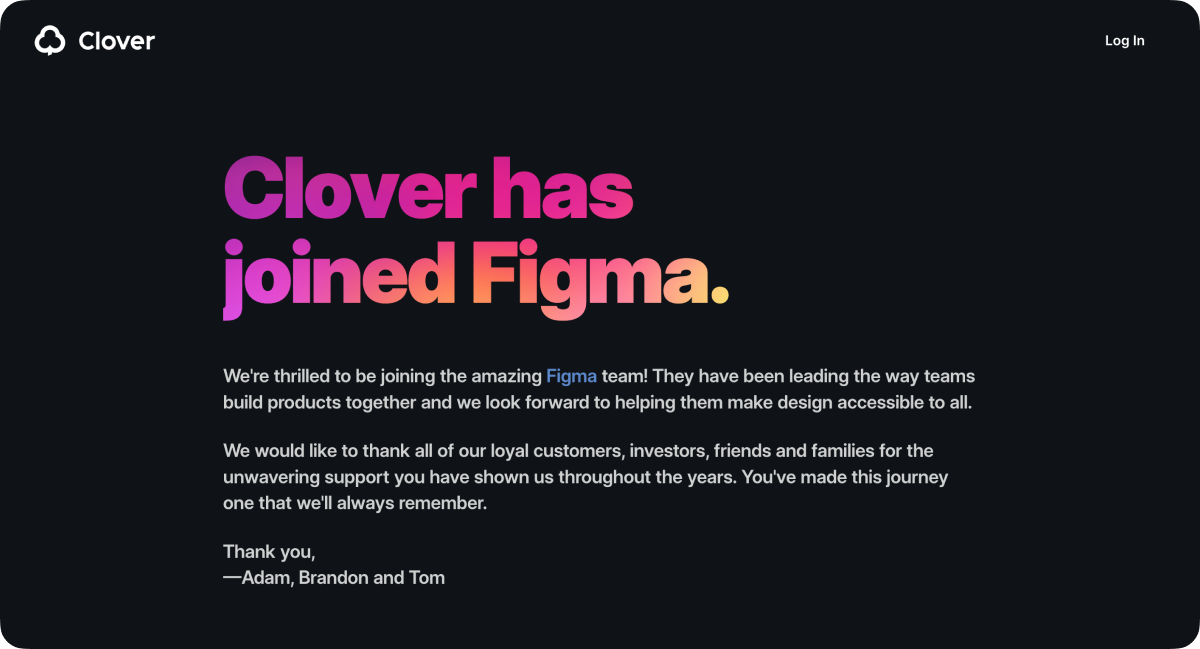 Clover
Log In
Clover has
joined Figma.
We're thrilled to be joining the amazing Figma team! They have been leading the way teams
build products together and we look forward to helping them make design accessible to all.
We would like to thank all of our loyal customers, investors, friends and families for the
unwavering support you have shown us throughout the years. You've made this journey
one that we'll always remember.
Thank you,
—Adam, Brandon and Tom